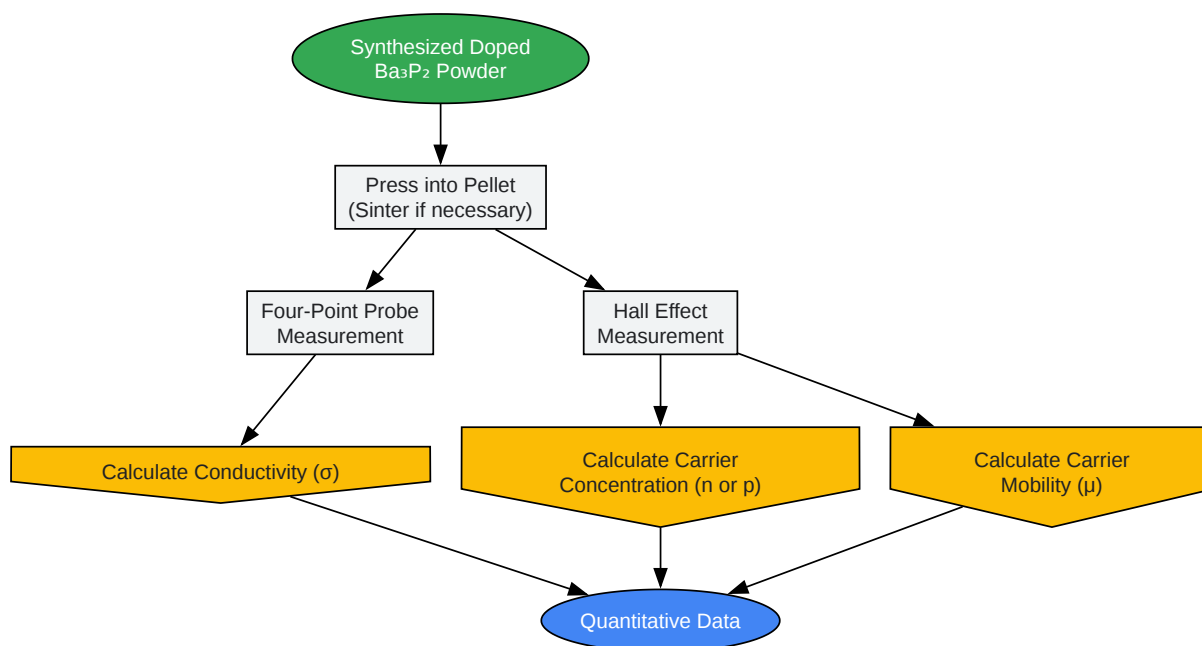 Synthesized Doped
Ba₃P₂ Powder
Press into Pellet
(Sinter if necessary)
Four-Point Probe
Measurement
Hall Effect
Measurement
Calculate Conductivity (σ)
Calculate Carrier
Concentration (n or p)
Calculate Carrier
Mobility (μ)
Quantitative Data